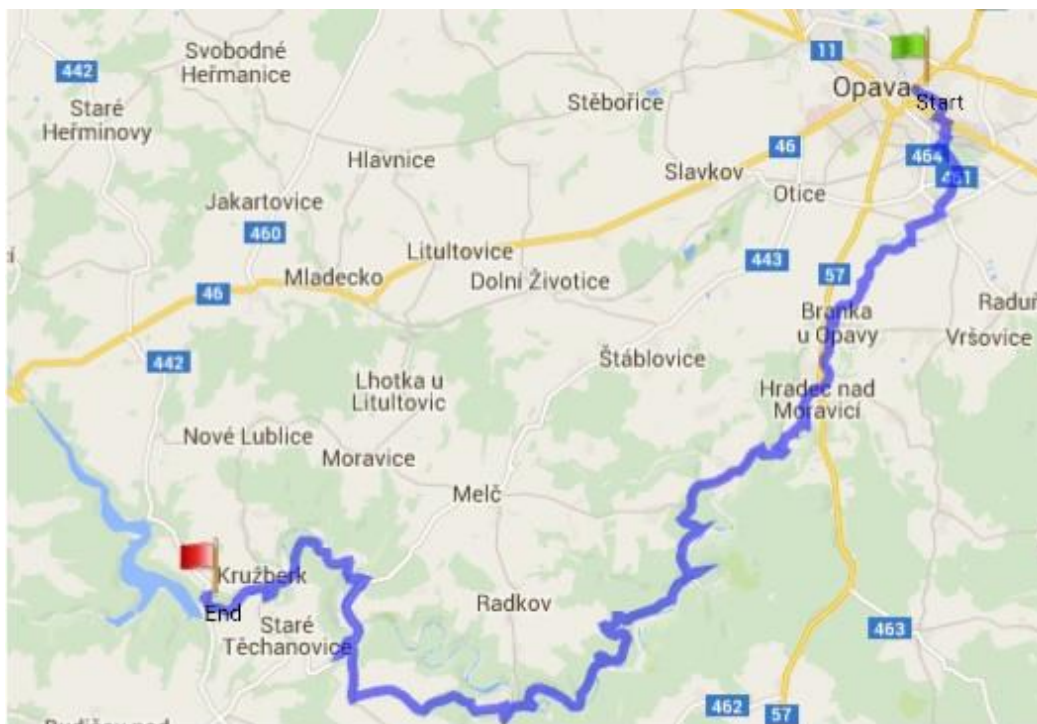 442
Svobodné
Heřmanice
11
Opava
Start
Staré
Heřminovy
Stěbořice
46
464
Hlavnice
Slavkov
461
Otice
Jakartovice
460
Litultovice
443
Mladecko
Dolní Životice
57
46
Raduň
Branka
u Opavy
Vršovice
442
Štáblovice
Lhotka u
Litultovic
Hradec nad
Moravicí
Nové Lublice
Moravice
Melč
Kružberk
End
Radkov
Staré
Těchanovice
463
462
57